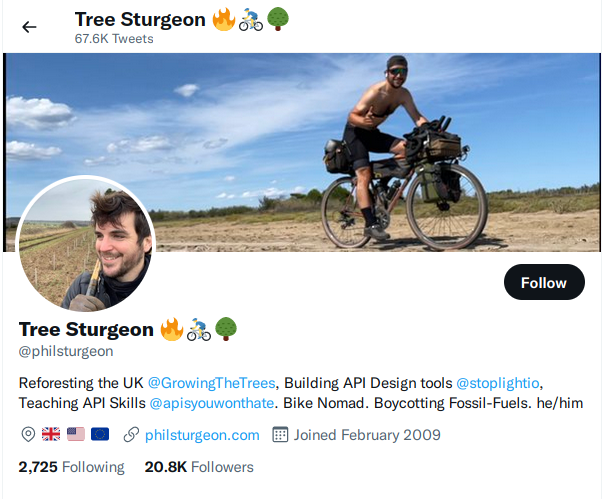 Tree Sturgeon 🔥🚴🌳
67.6K Tweets
Follow
Tree Sturgeon 🔥🚴🌳
@philsturgeon
Reforesting the UK @GrowingTheTrees, Building API Design tools @stoplightio,
Teaching API Skills @apisyouwonthate. Bike Nomad. Boycotting Fossil-Fuels. he/him
🇬🇧 🇺🇸 🇪🇺 philsturgeon.com Joined February 2009
2,725 Following 20.8K Followers